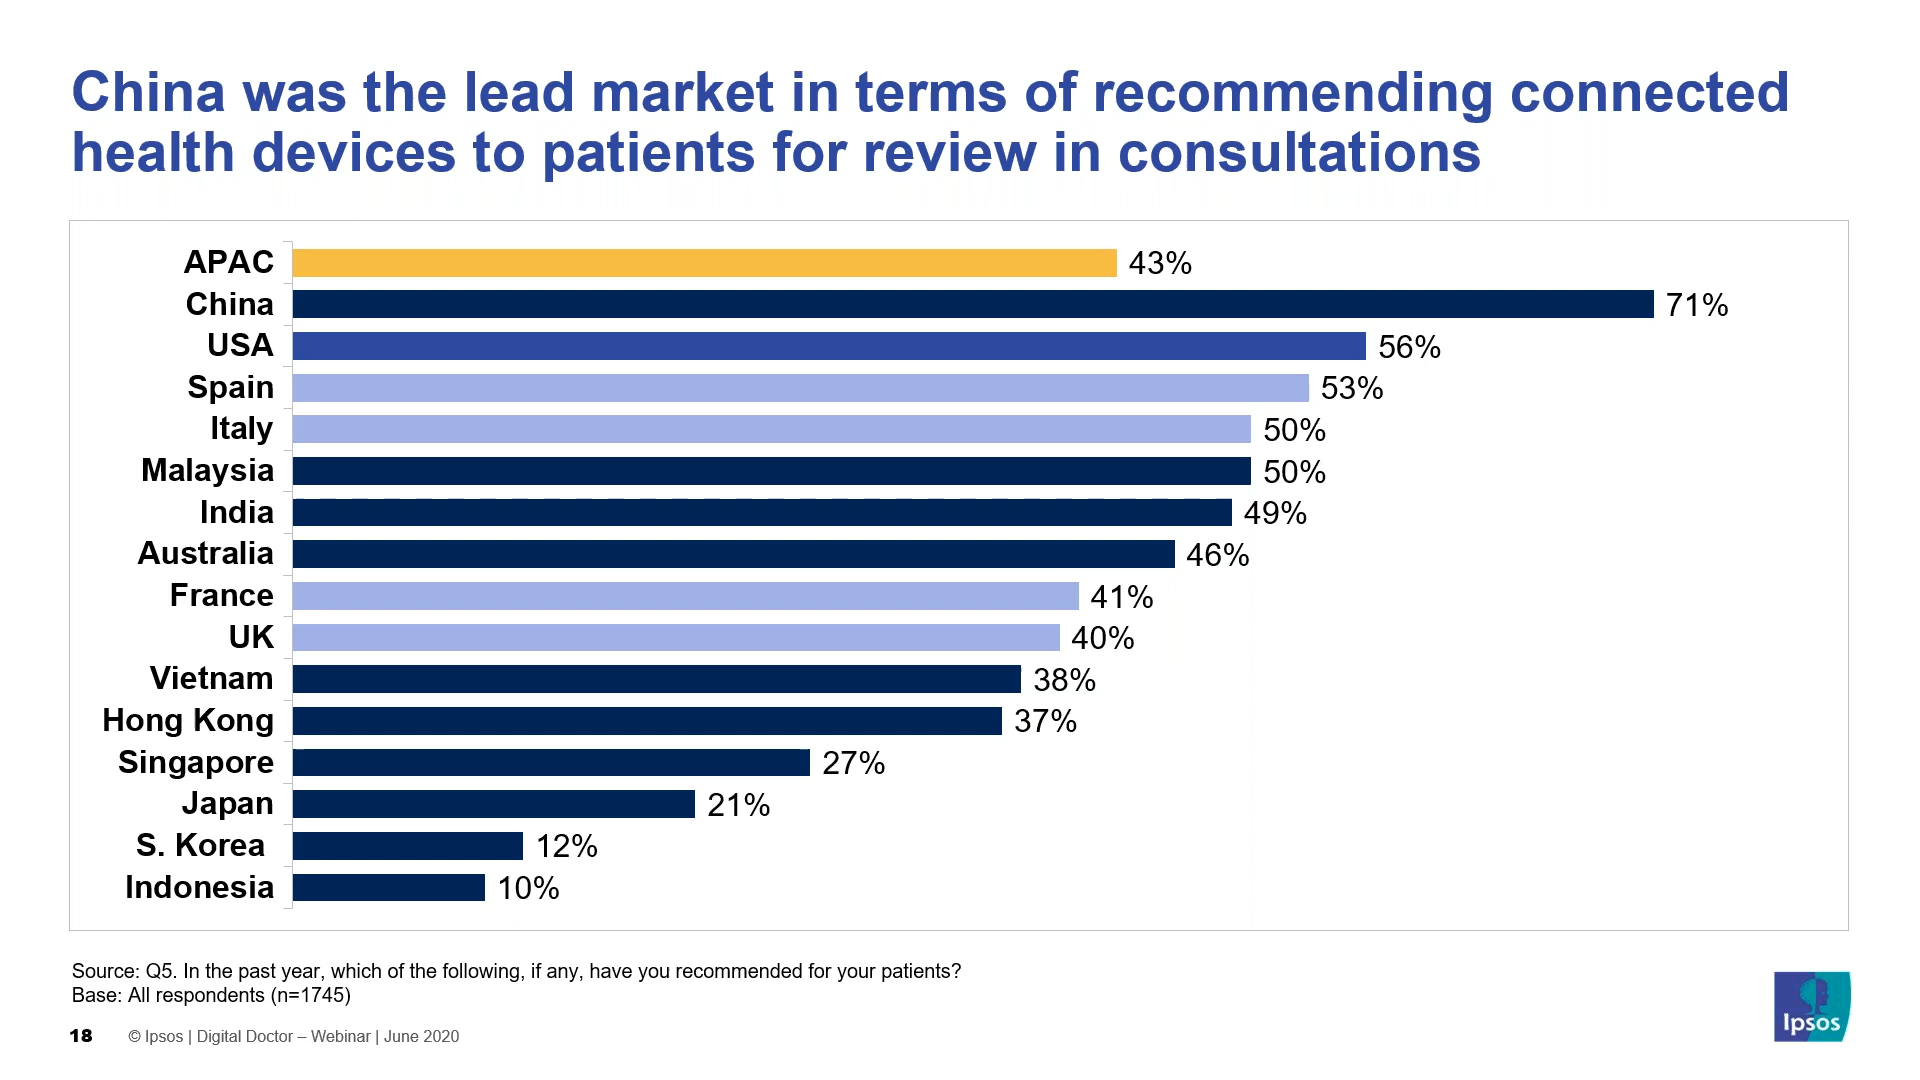 China was the lead market in terms of recommending connected
health devices to patients for review in consultations
APAC 43%
China 71%
USA 56%
Spain 53%
Italy 50%
Malaysia 50%
India 49%
Australia 46%
France 41%
UK 40%
Vietnam 38%
Hong Kong 37%
Singapore 27%
Japan 21%
S. Korea 12%
Indonesia 10%
Source: Q5. In the past year, which of the following, if any, have you recommended for your patients?
Base: All respondents (n=1745)
18 © Ipsos | Digital Doctor – Webinar | June 2020
Ipsos